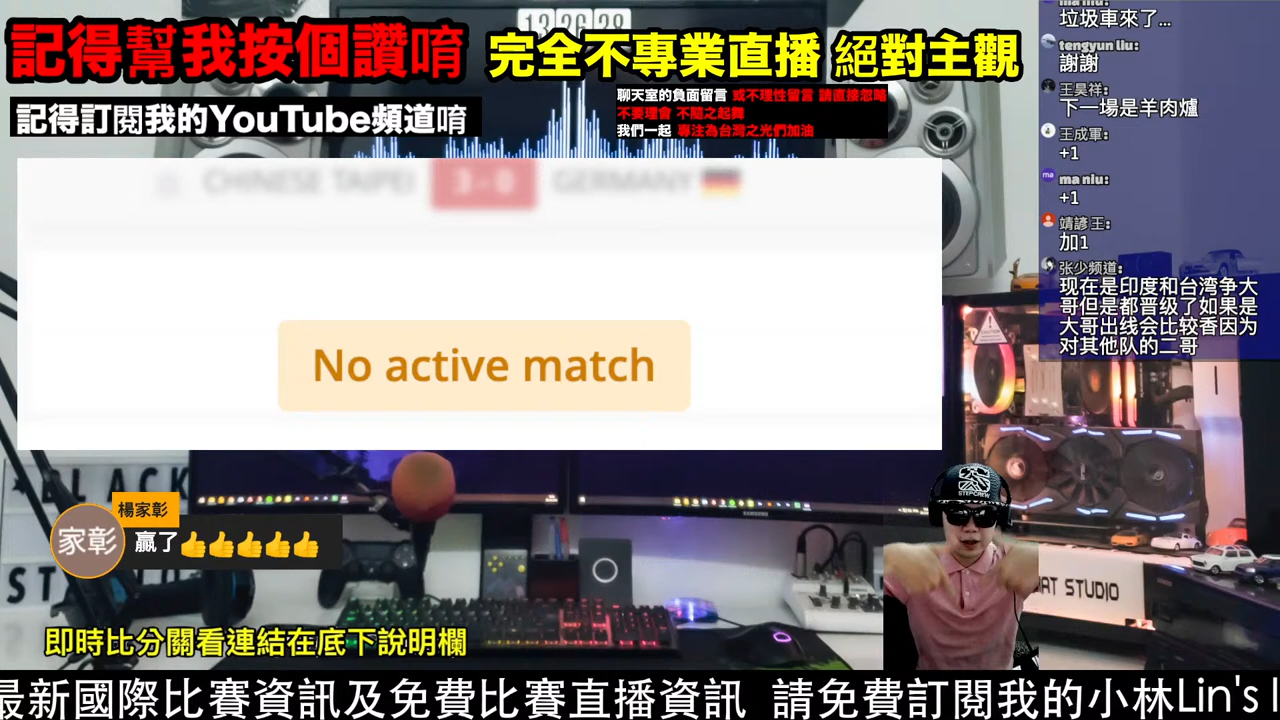 13 26 28
記得幫我按個讚唷
完全不專業直播 絕對主觀
記得訂閱我的YouTube頻道唷
聊天室的負面留言 或不理性留言 請直接忽略
不要理會 不隨之起舞
我們一起 專注為台灣之光們加油
CHINESE TAIPEI 3 - 0 GERMANY
No active match
垃圾車來了...
tengyun liu:
謝謝
王昊祥:
下一場是羊肉爐
王成軍:
+1
ma niu:
+1
靖諺 王:
加1
张少频道:
现在是印度和台湾争大
哥但是都晋级了如果是
大哥出线会比较香因为
对其他队的二哥
BLACK
楊家彰
家彰
贏了👍👍👍👍👍
STEPCREW
SAMSUNG
AT STUDIO
即時比分關看連結在底下說明欄
最新國際比賽資訊及免費比賽直播資訊 請免費訂閱我的小林Lin's l